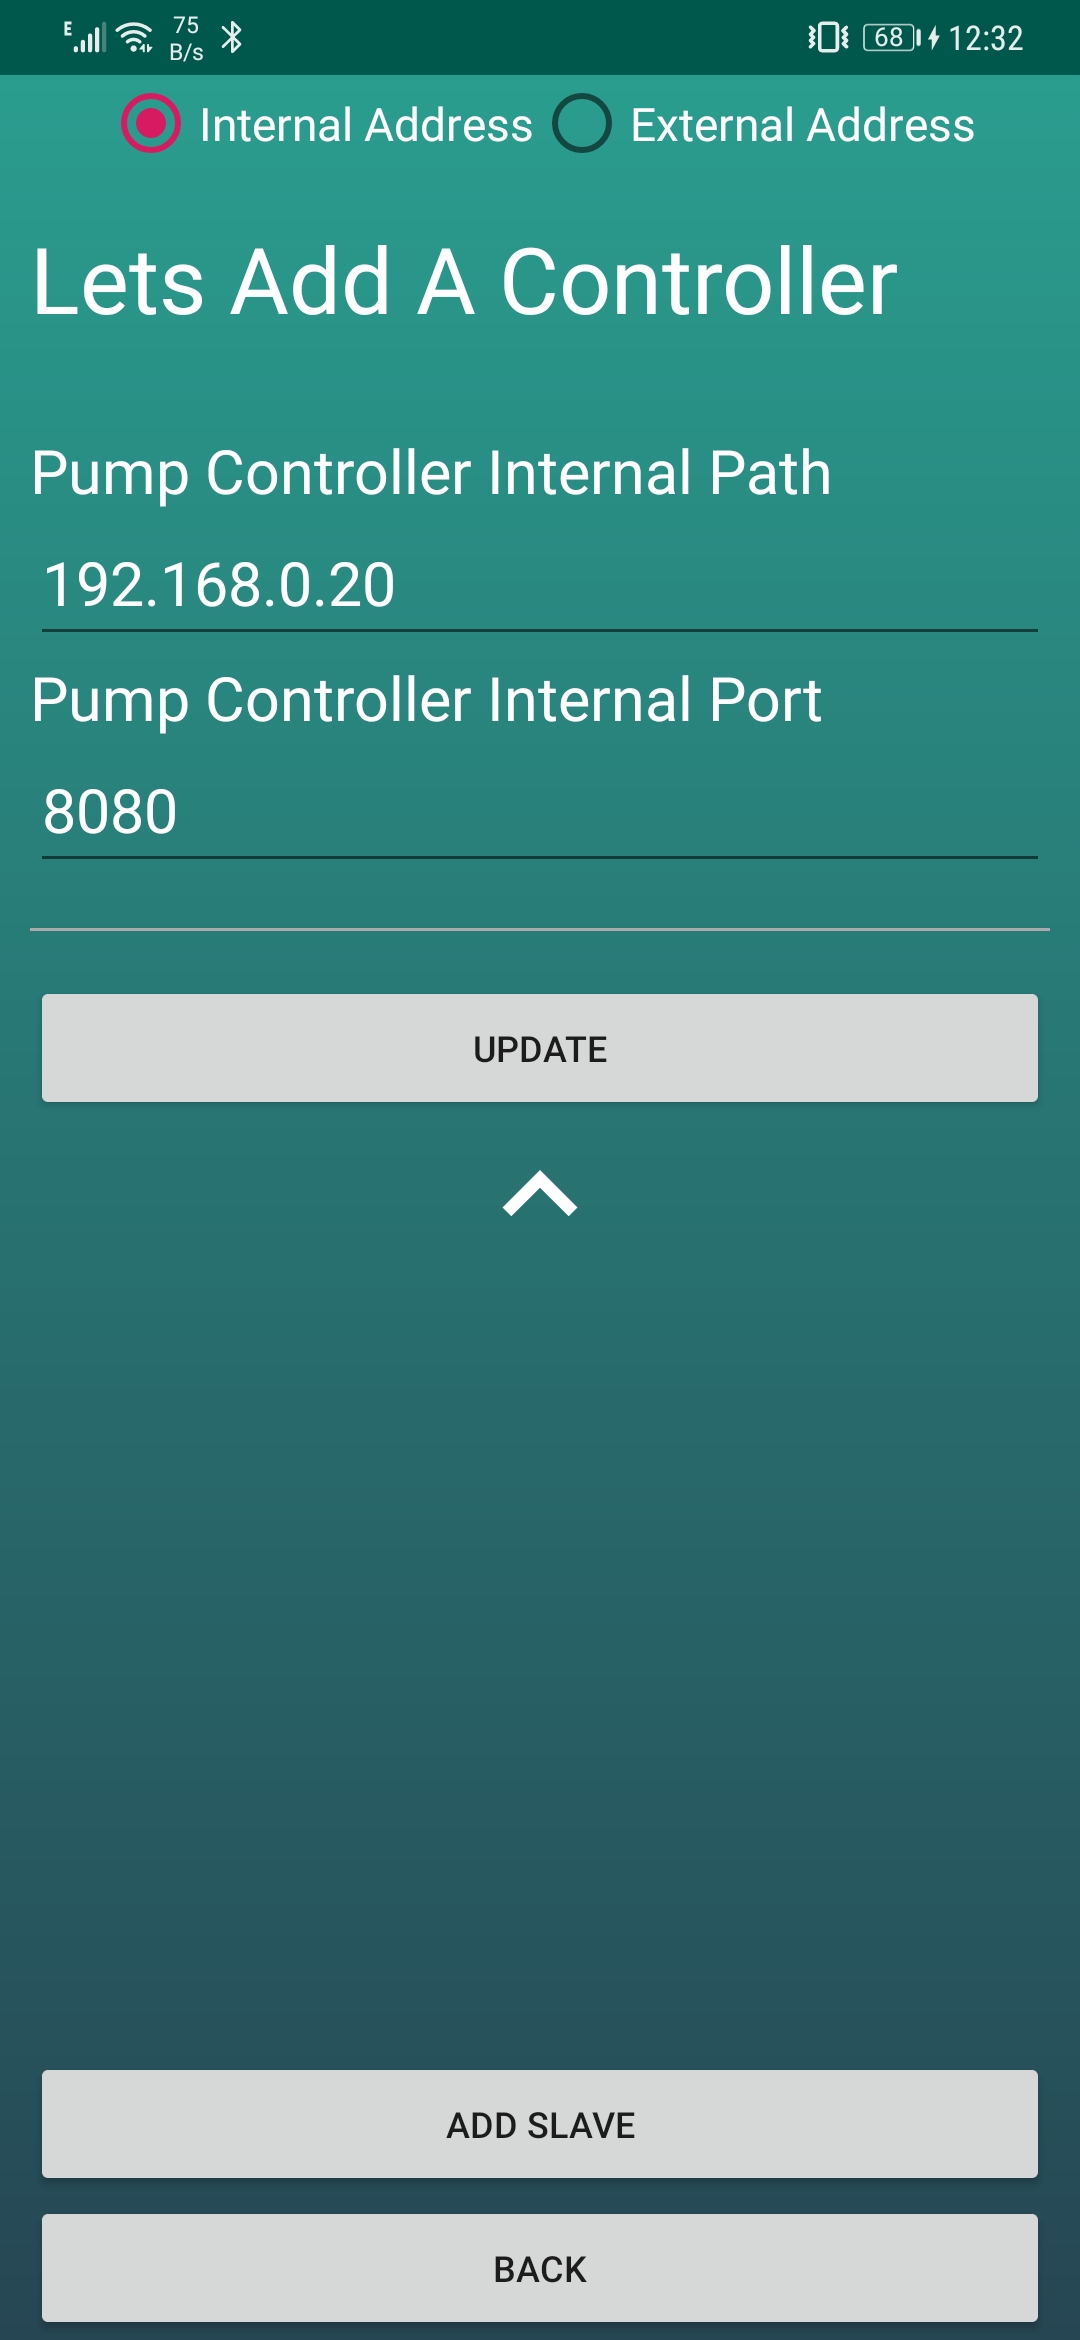 E 75 B/s 68 12:32
Internal Address External Address
Lets Add A Controller
Pump Controller Internal Path
192.168.0.20
Pump Controller Internal Port
8080
UPDATE
ADD SLAVE
BACK